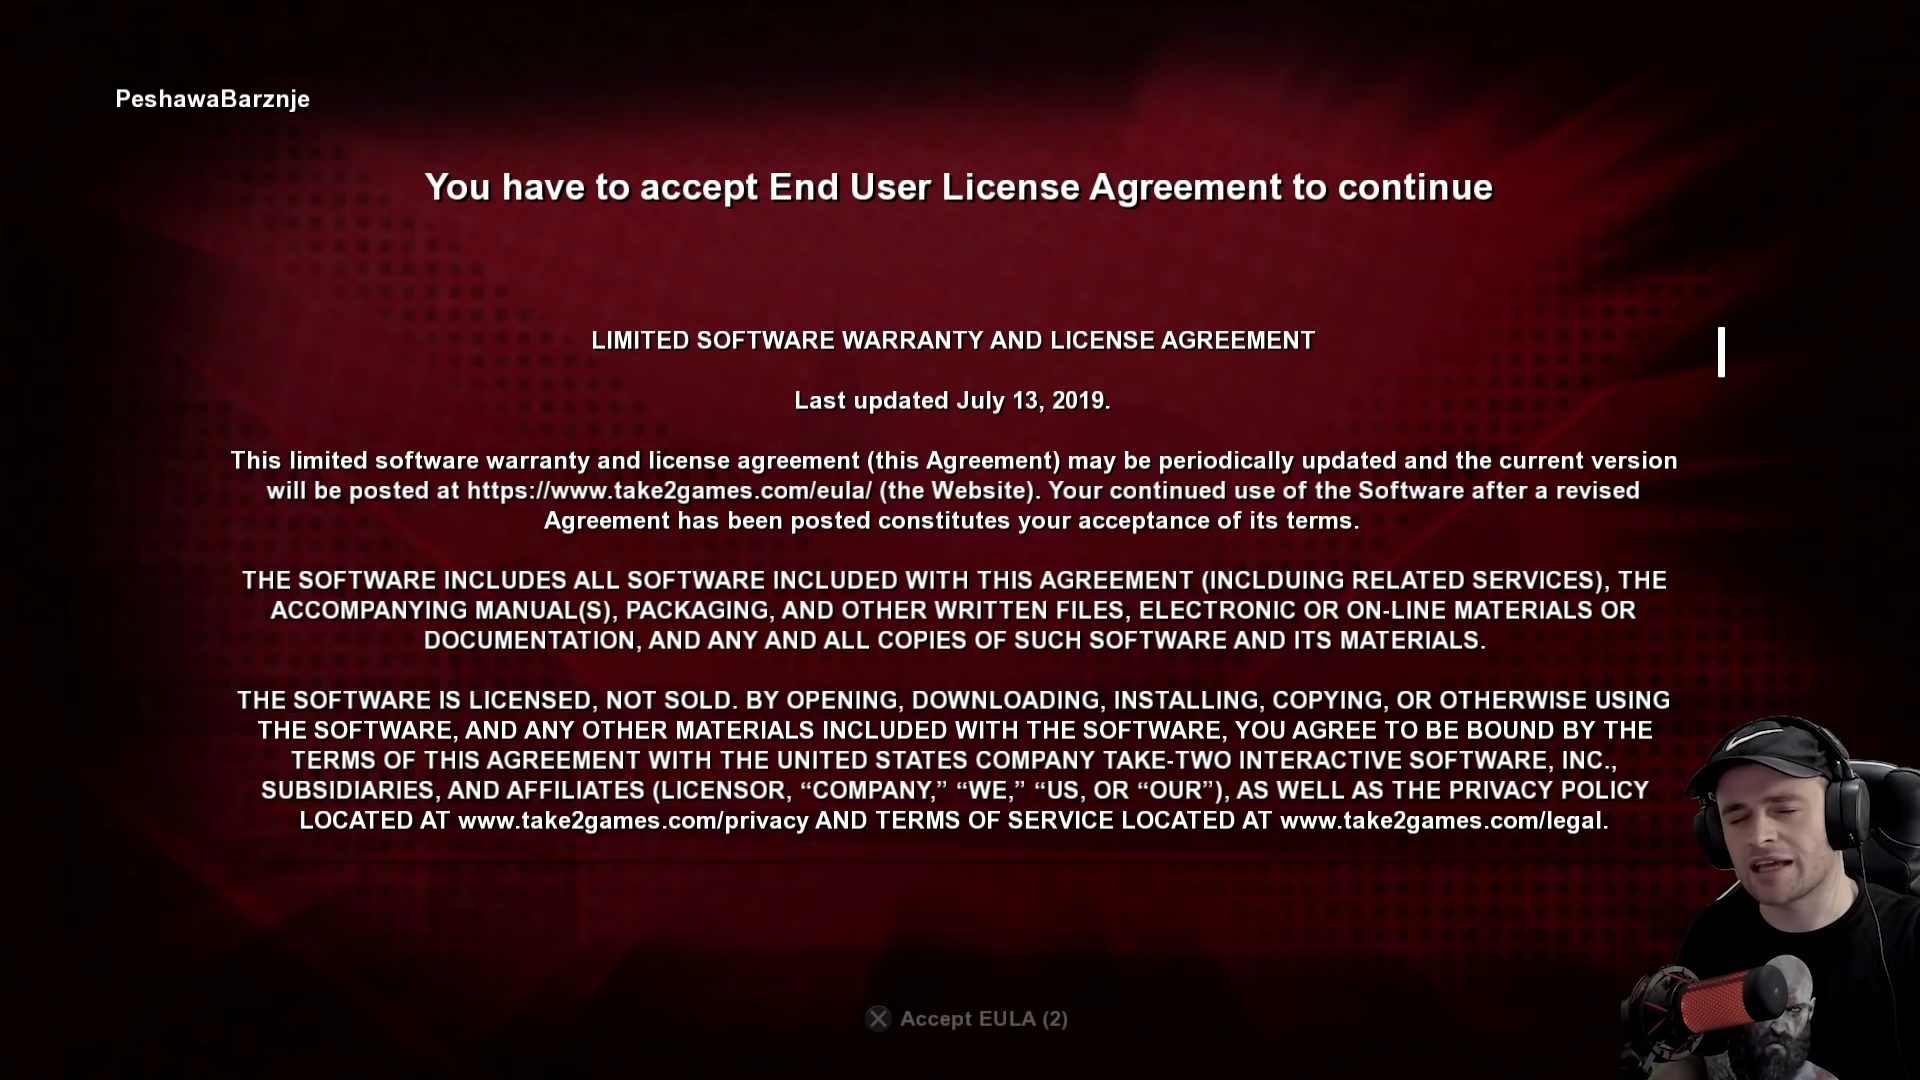 PeshawaBarznje
You have to accept End User License Agreement to continue
LIMITED SOFTWARE WARRANTY AND LICENSE AGREEMENT
Last updated July 13, 2019.
This limited software warranty and license agreement (this Agreement) may be periodically updated and the current version
will be posted at https://www.take2games.com/eula/ (the Website). Your continued use of the Software after a revised
Agreement has been posted constitutes your acceptance of its terms.
THE SOFTWARE INCLUDES ALL SOFTWARE INCLUDED WITH THIS AGREEMENT (INCLDUING RELATED SERVICES), THE
ACCOMPANYING MANUAL(S), PACKAGING, AND OTHER WRITTEN FILES, ELECTRONIC OR ON-LINE MATERIALS OR
DOCUMENTATION, AND ANY AND ALL COPIES OF SUCH SOFTWARE AND ITS MATERIALS.
THE SOFTWARE IS LICENSED, NOT SOLD. BY OPENING, DOWNLOADING, INSTALLING, COPYING, OR OTHERWISE USING
THE SOFTWARE, AND ANY OTHER MATERIALS INCLUDED WITH THE SOFTWARE, YOU AGREE TO BE BOUND BY THE
TERMS OF THIS AGREEMENT WITH THE UNITED STATES COMPANY TAKE-TWO INTERACTIVE SOFTWARE, INC.,
SUBSIDIARIES, AND AFFILIATES (LICENSOR, “COMPANY,” “WE,” “US, OR “OUR”), AS WELL AS THE PRIVACY POLICY
LOCATED AT www.take2games.com/privacy AND TERMS OF SERVICE LOCATED AT www.take2games.com/legal.
Accept EULA (2)